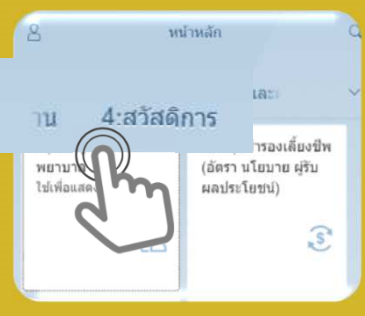 หน้าหลัก
และ
าน 4:สวัสดิการ
ารองเลี้ยงชีพ
พยาบาล
(อัตรา นโยบาย ผู้รับ
ใช้เพื่อแสดง
ผลประโยชน์)